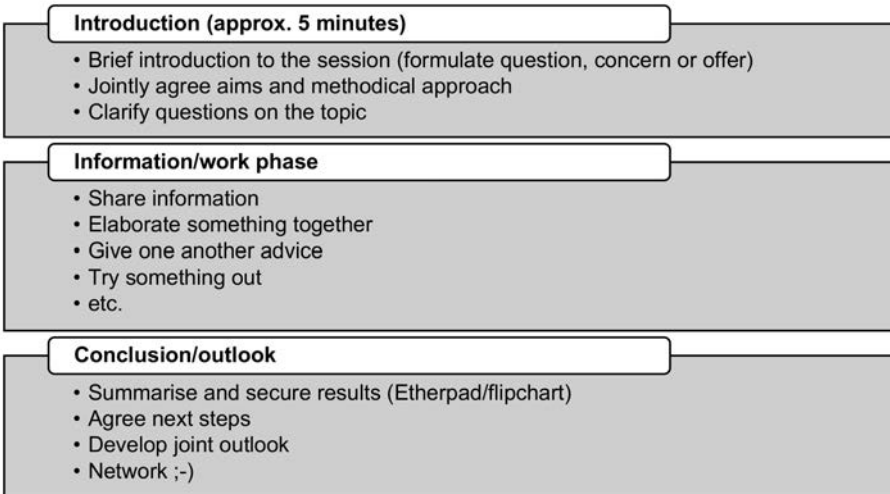 Introduction (approx. 5 minutes)
• Brief introduction to the session (formulate question, concern or offer)
• Jointly agree aims and methodical approach
• Clarify questions on the topic
Information/work phase
• Share information
• Elaborate something together
• Give one another advice
• Try something out
• etc.
Conclusion/outlook
• Summarise and secure results (Etherpad/flipchart)
• Agree next steps
• Develop joint outlook
• Network ;-)